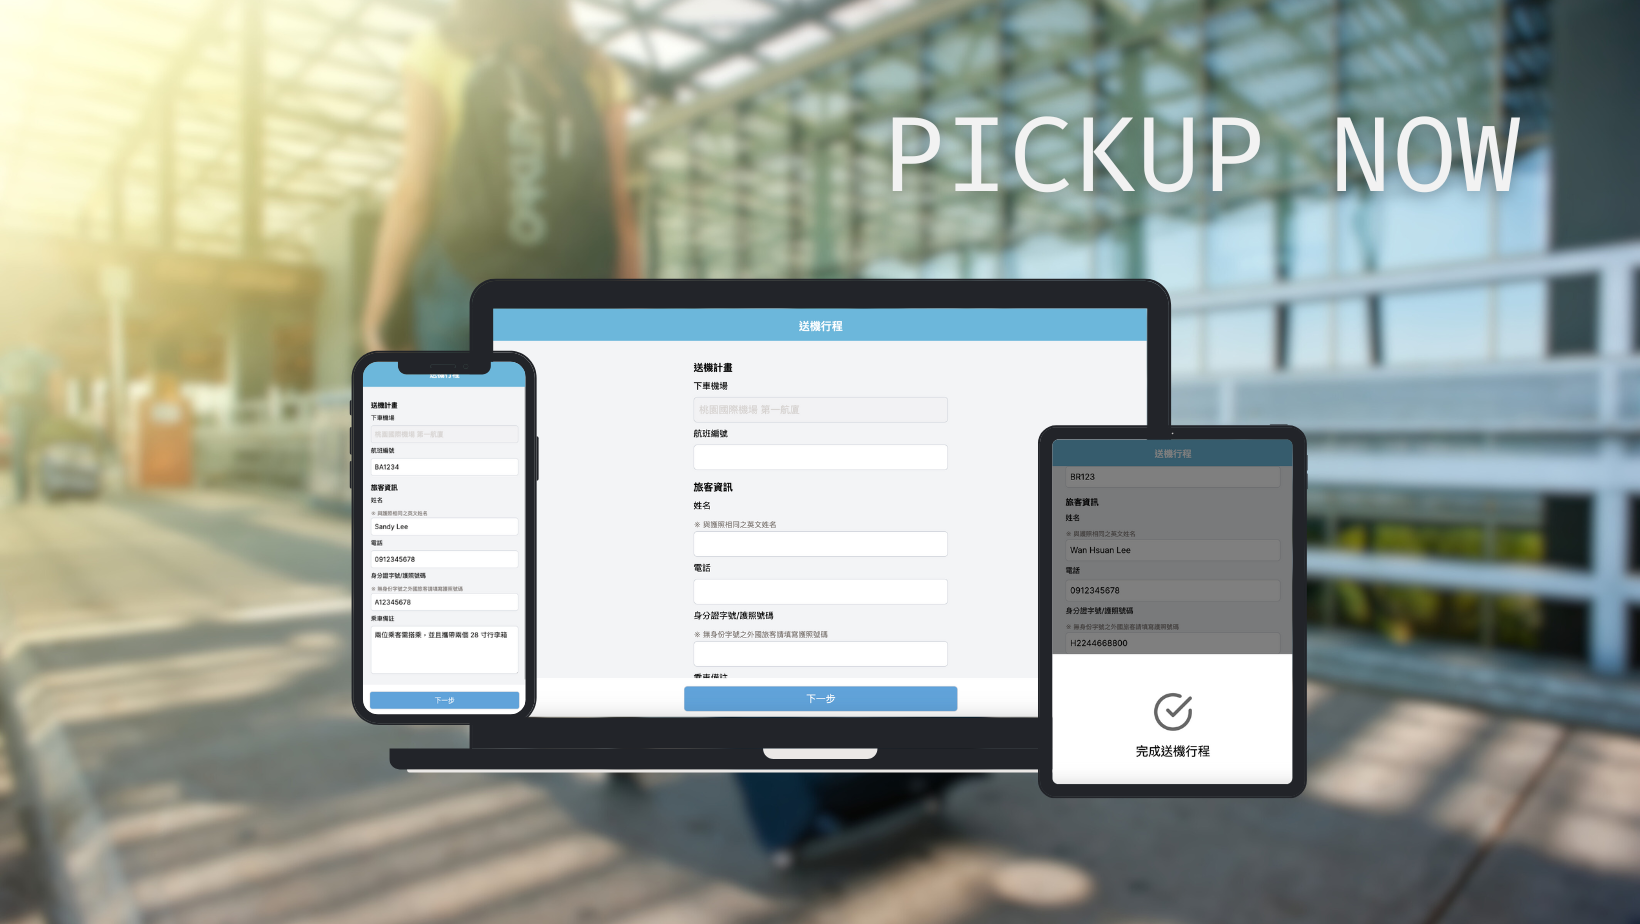 PICKUP NOW
OAKLEY
送機行程
送機計畫
下車機場
桃園國際機場 第一航廈
航班編號
旅客資訊
姓名
※ 與護照相同之英文姓名
電話
身分證字號/護照號碼
※ 無身份字號之外國旅客請填寫護照號碼
乘車備註
下一步
送機行程
送機計畫
下車機場
桃園國際機場 第一航廈
航班編號
BA1234
旅客資訊
姓名
※ 與護照相同之英文姓名
Sandy Lee
電話
0912345678
身分證字號/護照號碼
※ 無身份字號之外國旅客請填寫護照號碼
A12345678
乘車備註
兩位乘客需搭乘，並且攜帶兩個 28 寸行李箱
下一步
送機行程
BR123
旅客資訊
姓名
※ 與護照相同之英文姓名
Wan Hsuan Lee
電話
0912345678
身分證字號/護照號碼
※ 無身份字號之外國旅客請填寫護照號碼
H2244668800
完成送機行程